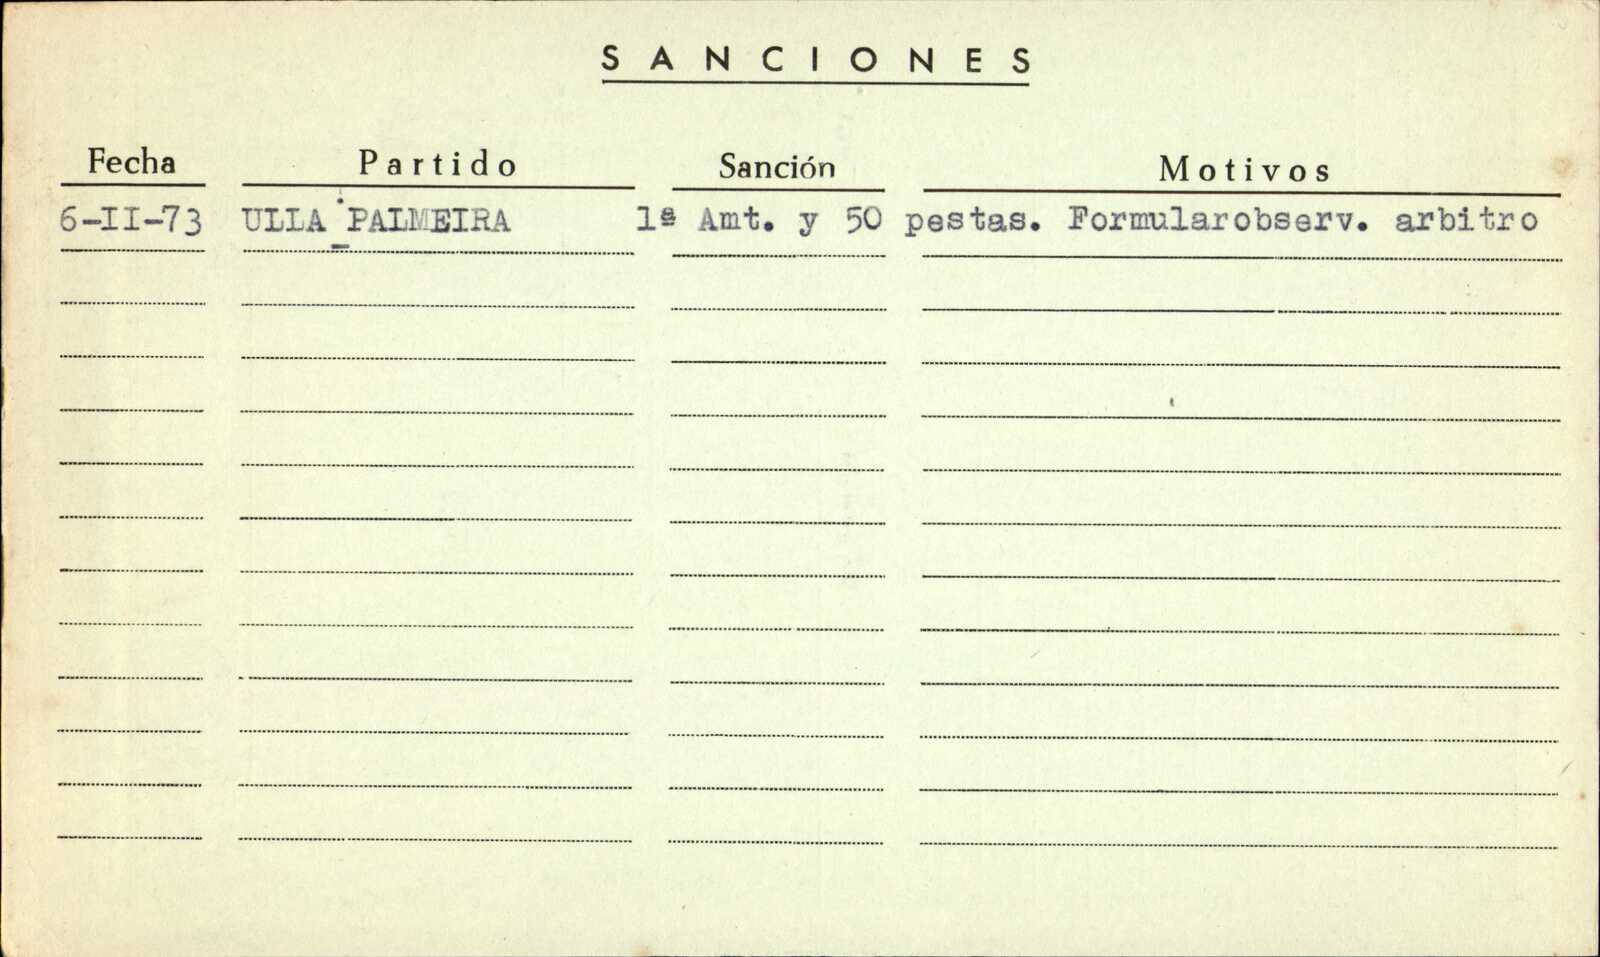 SANCIONES
Fecha Partido Sanción Motivos
6-II-73 ULLA PALMEIRA 1ª Amt. y 50 pestas. Formularobserv. arbitro